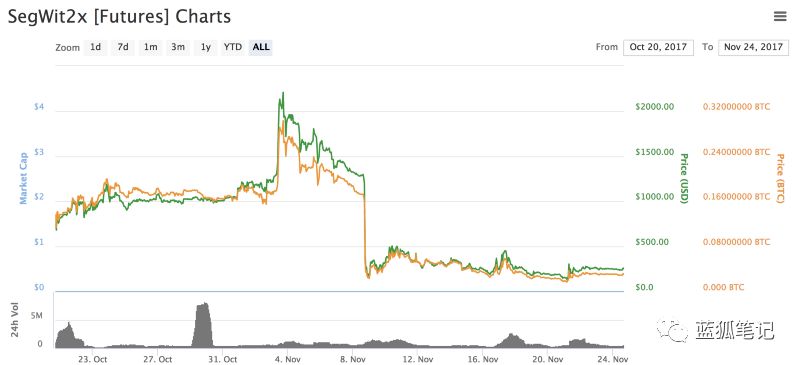 SegWit2x [Futures] Charts
Zoom 1d 7d 1m 3m 1y YTD ALL
From Oct 20, 2017 To Nov 24, 2017
$4 $2000.00 0.32000000 BTC
$3 $1500.00 0.24000000 BTC
$2 $1000.00 0.16000000 BTC
$1 $500.00 0.08000000 BTC
$0 $0.0 0.000 BTC
Market Cap
Price (USD)
Price (BTC)
24h Vol
5M
0
23. Oct 27. Oct 31. Oct 4. Nov 8. Nov 12. Nov 16. Nov 20. Nov 24. Nov
蓝狐笔记